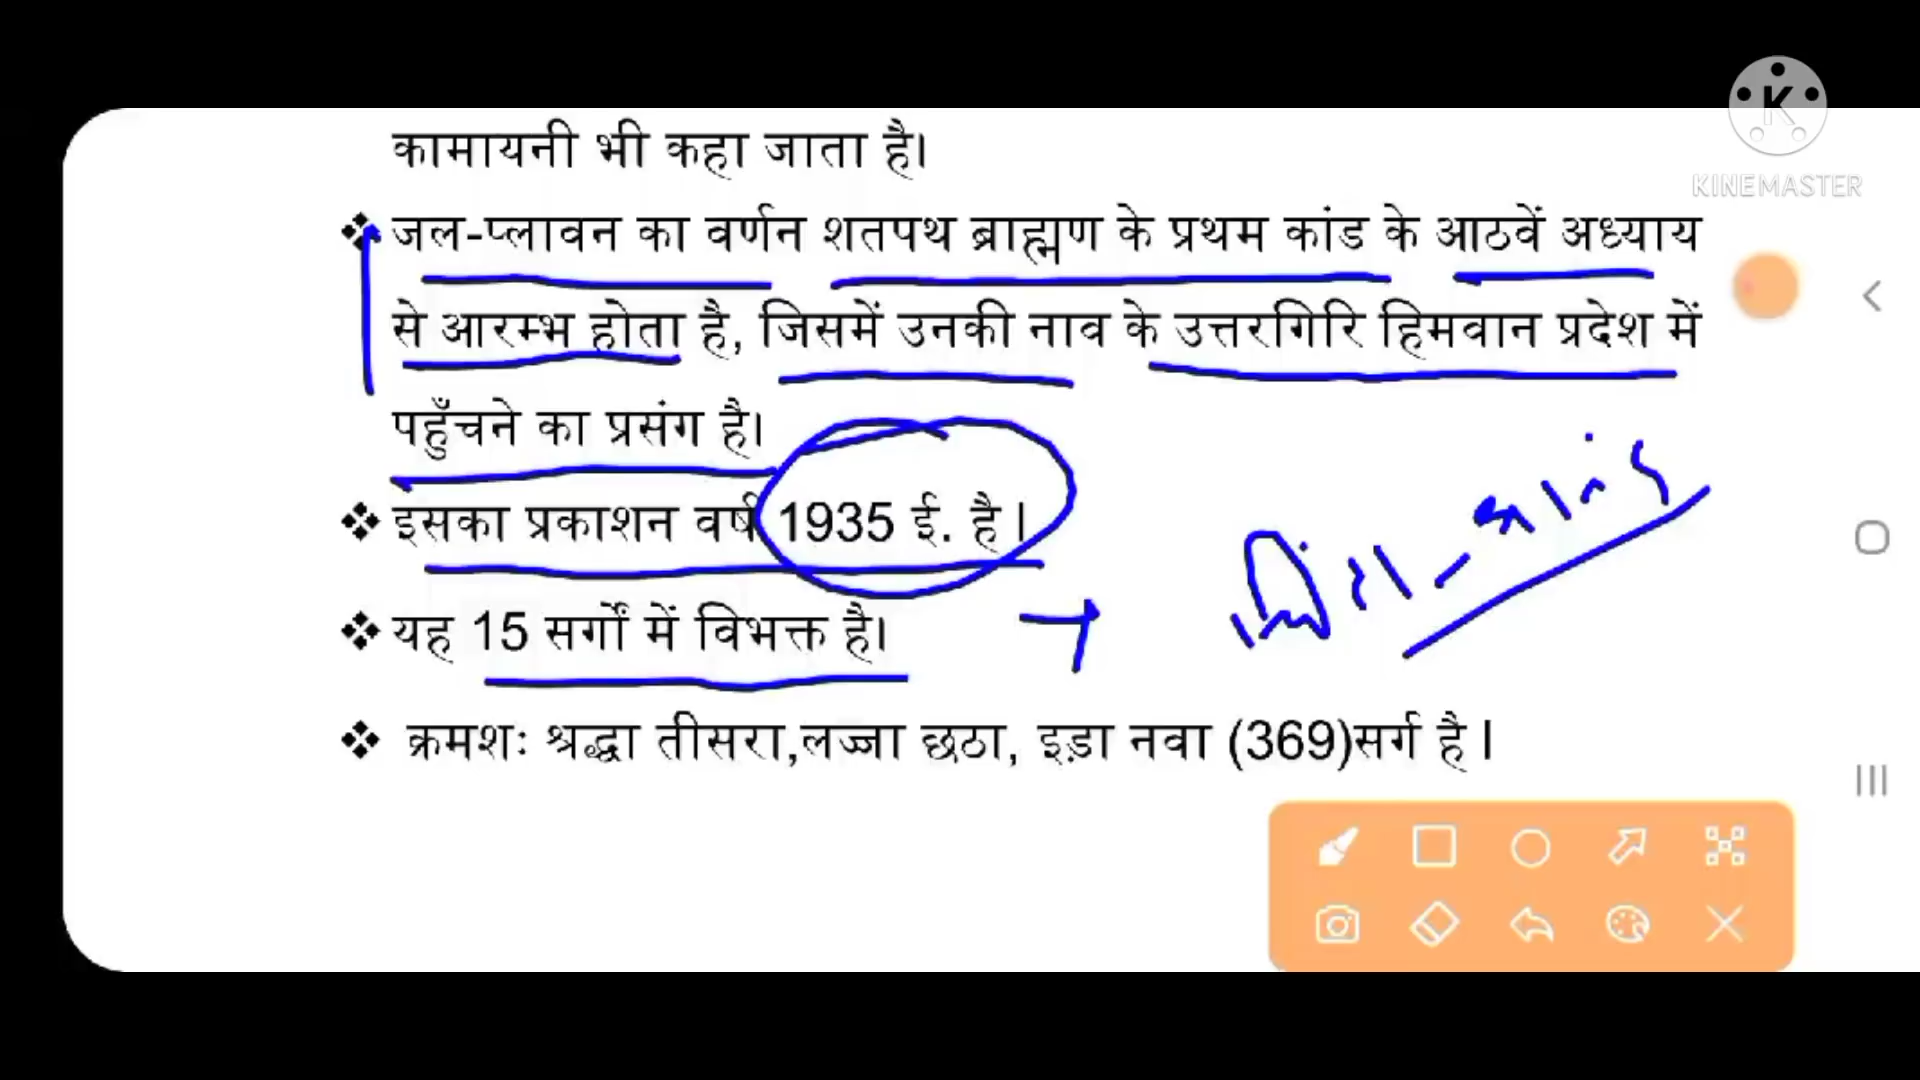 कामायनी भी कहा जाता है।
KINEMASTER
❖ जल-प्लावन का वर्णन शतपथ ब्राह्मण के प्रथम कांड के आठवें अध्याय
से आरम्भ होता है, जिसमें उनकी नाव के उत्तरगिरि हिमवान प्रदेश में
पहुँचने का प्रसंग है।
❖ इसका प्रकाशन वर्ष 1935 ई. है।
❖ यह 15 सर्गों में विभक्त है।
❖ क्रमशः श्रद्धा तीसरा,लज्जा छठा, इड़ा नवा (369)सर्ग है।